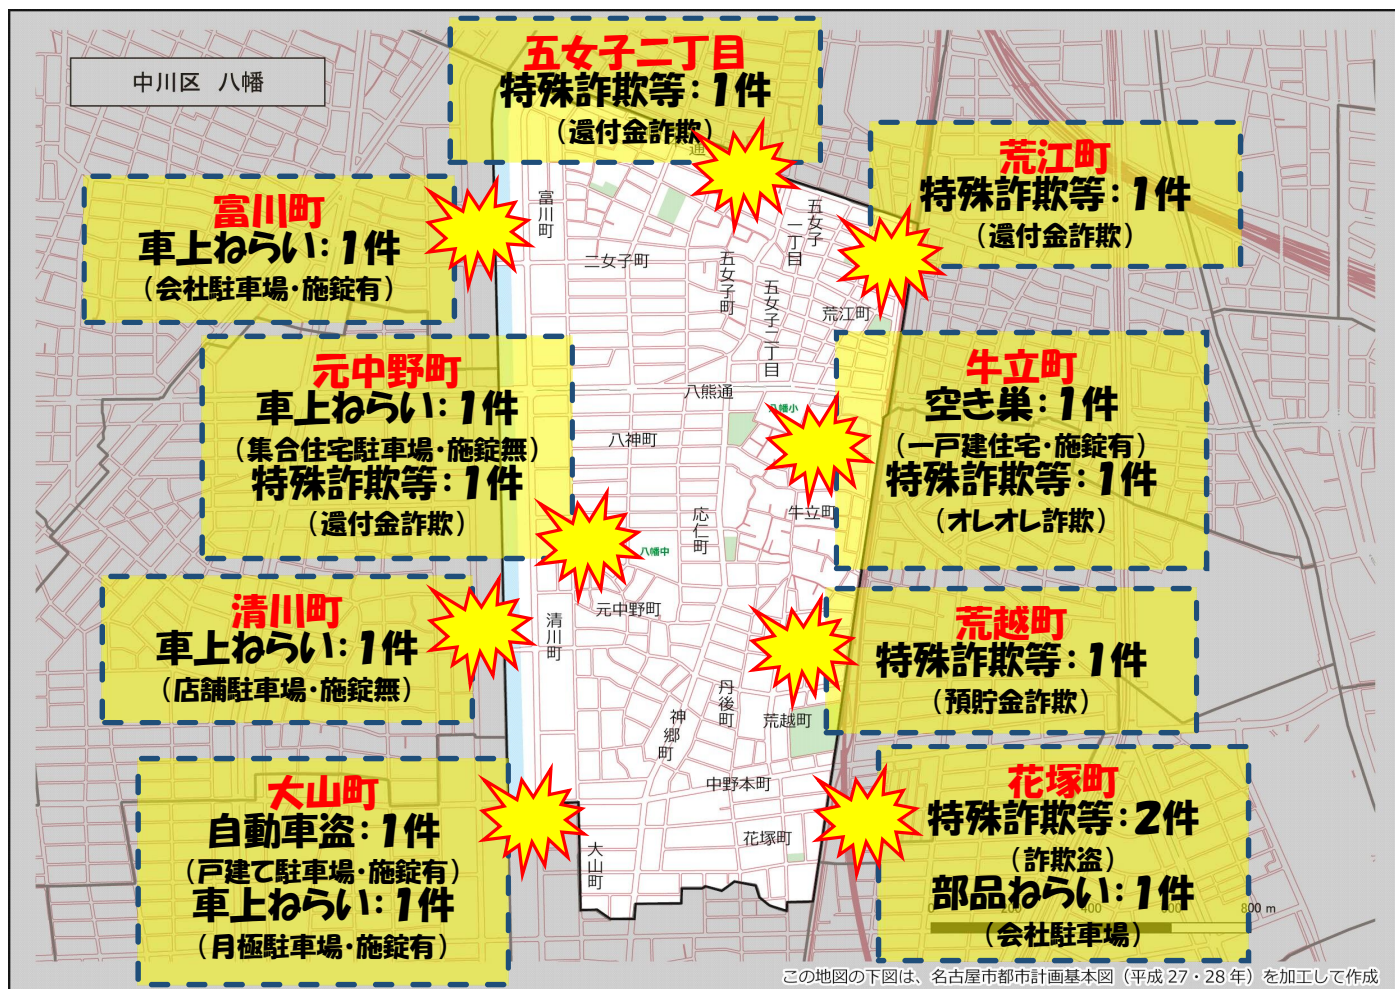 中川区 八幡
五女子二丁目
特殊詐欺等：1件
（還付金詐欺）
通
荒江町
特殊詐欺等：1件
（還付金詐欺）
富川町
車上ねらい：1件
（会社駐車場・施錠有）
元中野町
車上ねらい：1件
（集合住宅駐車場・施錠無）
特殊詐欺等：1件
（還付金詐欺）
牛立町
空き巣：1件
（一戸建住宅・施錠有）
特殊詐欺等：1件
（オレオレ詐欺）
清川町
車上ねらい：1件
（店舗駐車場・施錠無）
荒越町
特殊詐欺等：1件
（預貯金詐欺）
大山町
自動車盗：1件
（戸建て駐車場・施錠有）
車上ねらい：1件
（月極駐車場・施錠有）
花塚町
特殊詐欺等：2件
（詐欺盗）
部品ねらい：1件
（会社駐車場）
富川町
二女子町
五女子町
五女子一丁目
五女子二丁目
荒江町
八熊通
八幡小
八神町
応仁町
牛立町
八幡中
元中野町
清川町
丹後町
神郷町
荒越町
中野本町
花塚町
大山町
0 200 400 600 800 m
この地図の下図は、名古屋市都市計画基本図（平成 27・28 年）を加工して作成